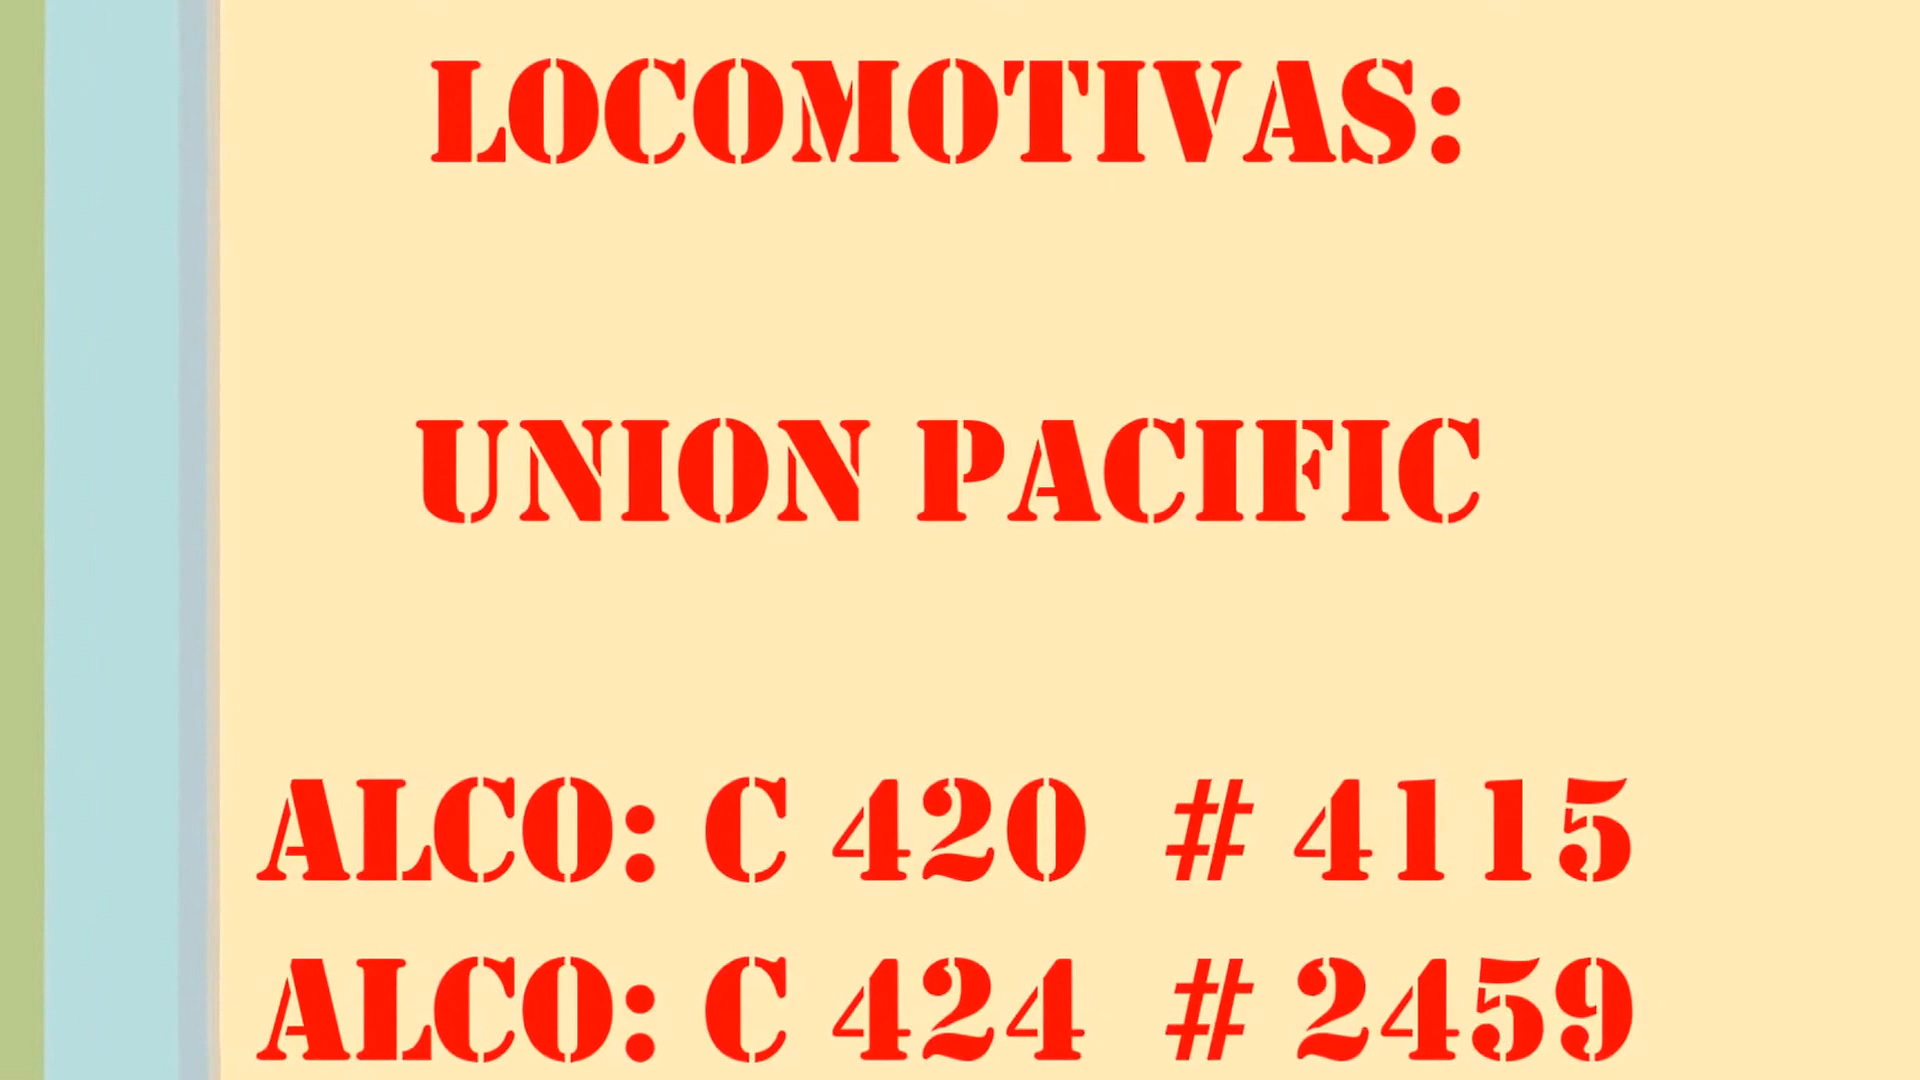 LOCOMOTIVAS:
UNION PACIFIC
ALCO: C 420 # 4115
ALCO: C 424 # 2459